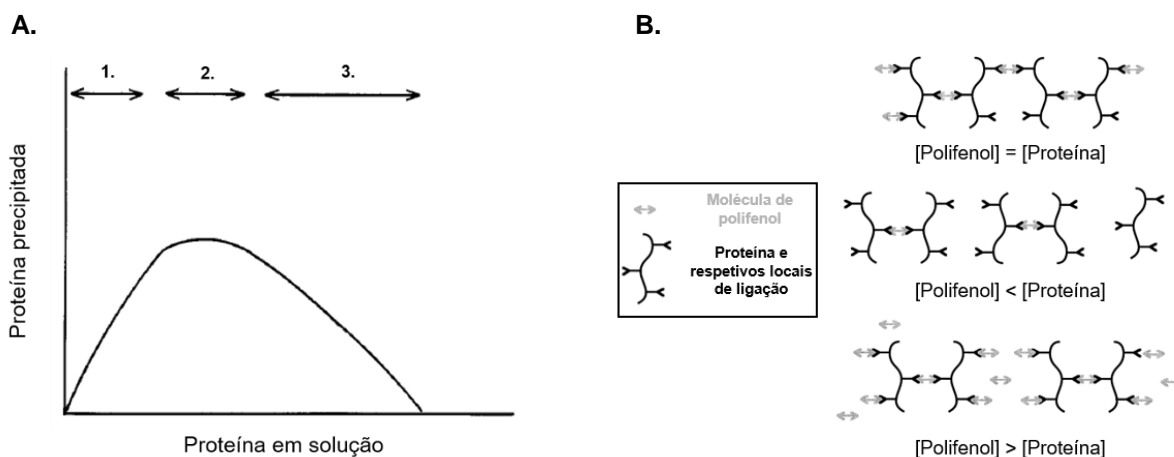 A.
1.
2.
3.
Proteína precipitada
Proteína em solução
B.
Molécula de
polifenol
Proteína e
respetivos locais
de ligação
[Polifenol] = [Proteína]
[Polifenol] < [Proteína]
[Polifenol] > [Proteína]